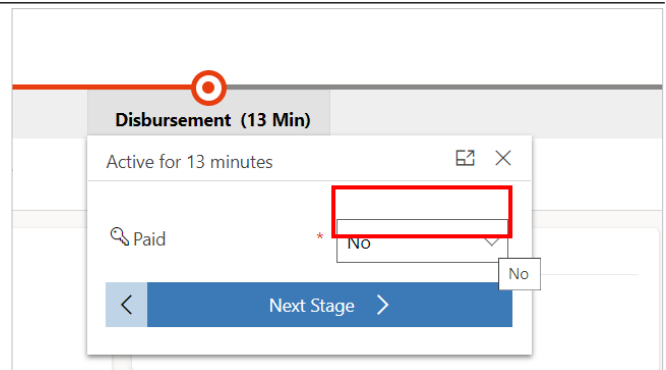 Disbursement (13 Min)
Active for 13 minutes
Paid * No
No
Next Stage